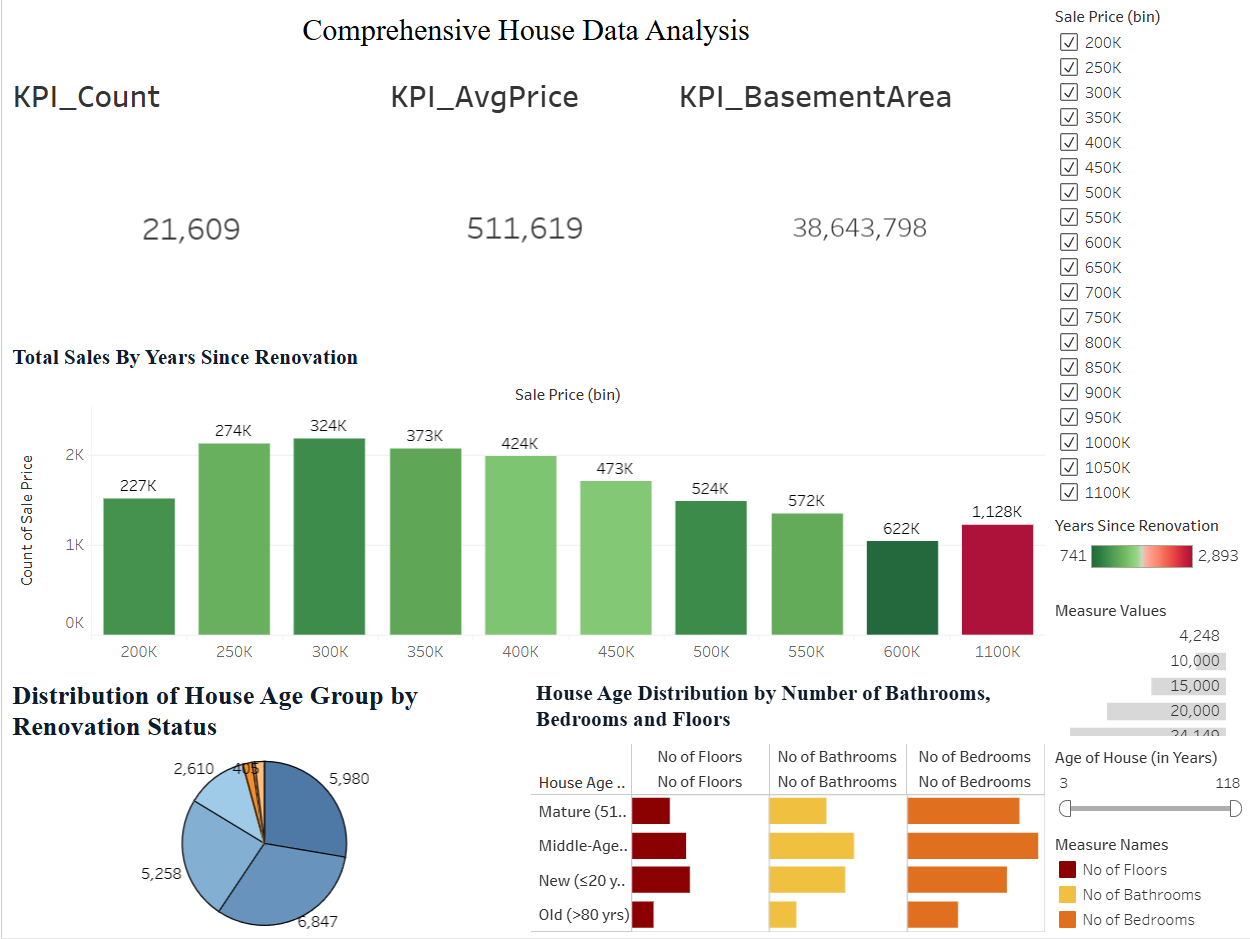 Comprehensive House Data Analysis
KPI_Count
KPI_AvgPrice
KPI_BasementArea
21,609
511,619
38,643,798
Total Sales By Years Since Renovation
Sale Price (bin)
Count of Sale Price
2K
1K
0K
227K
274K
324K
373K
424K
473K
524K
572K
622K
1,128K
200K
250K
300K
350K
400K
450K
500K
550K
600K
1100K
Distribution of House Age Group by
Renovation Status
2,610
405
5,980
5,258
6,847
House Age Distribution by Number of Bathrooms,
Bedrooms and Floors
No of Floors
No of Bathrooms
No of Bedrooms
House Age ..
No of Floors
No of Bathrooms
No of Bedrooms
Mature (51..
Middle-Age..
New (≤20 y..
Old (>80 yrs)
Sale Price (bin)
200K
250K
300K
350K
400K
450K
500K
550K
600K
650K
700K
750K
800K
850K
900K
950K
1000K
1050K
1100K
Years Since Renovation
741
2,893
Measure Values
4,248
10,000
15,000
20,000
24,149
Age of House (in Years)
3
118
Measure Names
No of Floors
No of Bathrooms
No of Bedrooms